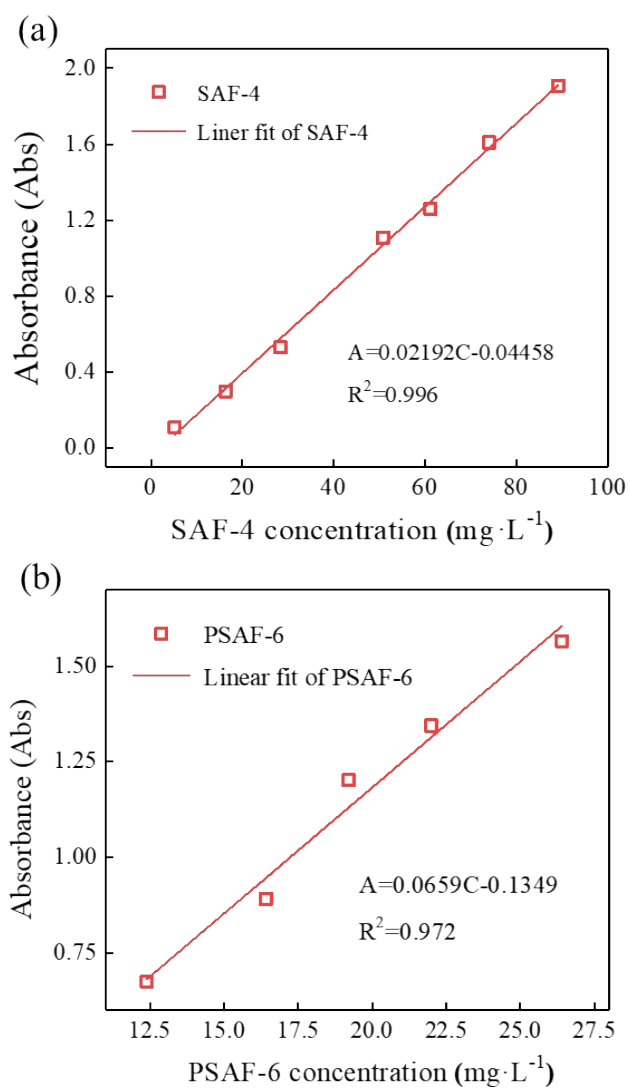 (a)
2.0
1.6
1.2
0.8
0.4
0.0
Absorbance (Abs)
SAF-4
Liner fit of SAF-4
A=0.02192C-0.04458
R²=0.996
0 20 40 60 80 100
SAF-4 concentration (mg·L⁻¹)
(b)
1.50
1.25
1.00
0.75
Absorbance (Abs)
PSAF-6
Linear fit of PSAF-6
A=0.0659C-0.1349
R²=0.972
12.5 15.0 17.5 20.0 22.5 25.0 27.5
PSAF-6 concentration (mg·L⁻¹)